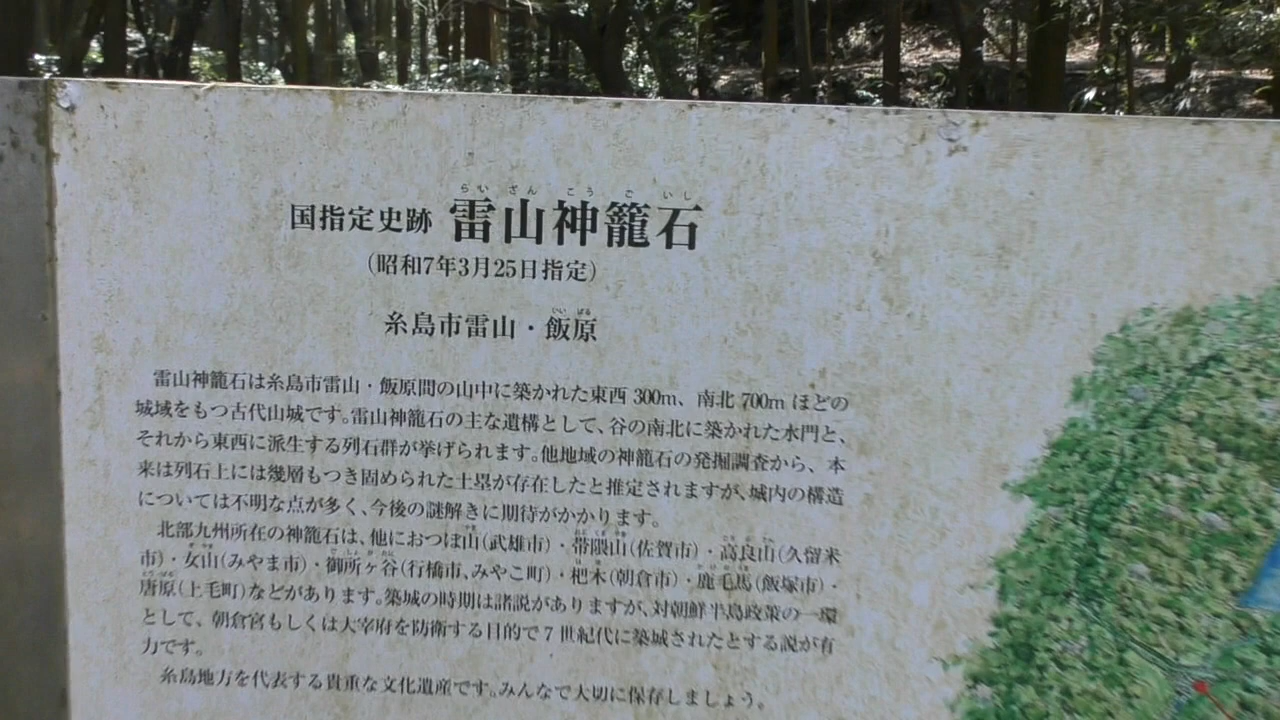 らい ざん こう ご いし
国指定史跡 雷山神籠石
(昭和7年3月25日指定)
いい ばる
糸島市雷山・飯原
雷山神籠石は糸島市雷山・飯原間の山中に築かれた東西 300m、南北 700m ほどの
城域をもつ古代山城です。雷山神籠石の主な遺構として、谷の南北に築かれた水門と、
それから東西に派生する列石群が挙げられます。他地域の神籠石の発掘調査から、本
来は列石上には幾層もつき固められた土塁が存在したと推定されますが、城内の構造
については不明な点が多く、今後の謎解きに期待がかかります。
北部九州所在の神籠石は、他におつぼ山(武雄市)・帯隈山(佐賀市)・高良山(久留米
市)・女山(みやま市)・御所ヶ谷(行橋市、みやこ町)・杷木(朝倉市)・鹿毛馬(飯塚市)・
唐原(上毛町)などがあります。築城の時期は諸説がありますが、対朝鮮半島政策の一環
として、朝倉宮もしくは大宰府を防衛する目的で 7 世紀代に築城されたとする説が有
力です。
糸島地方を代表する貴重な文化遺産です。みんなで大切に保存しましょう。